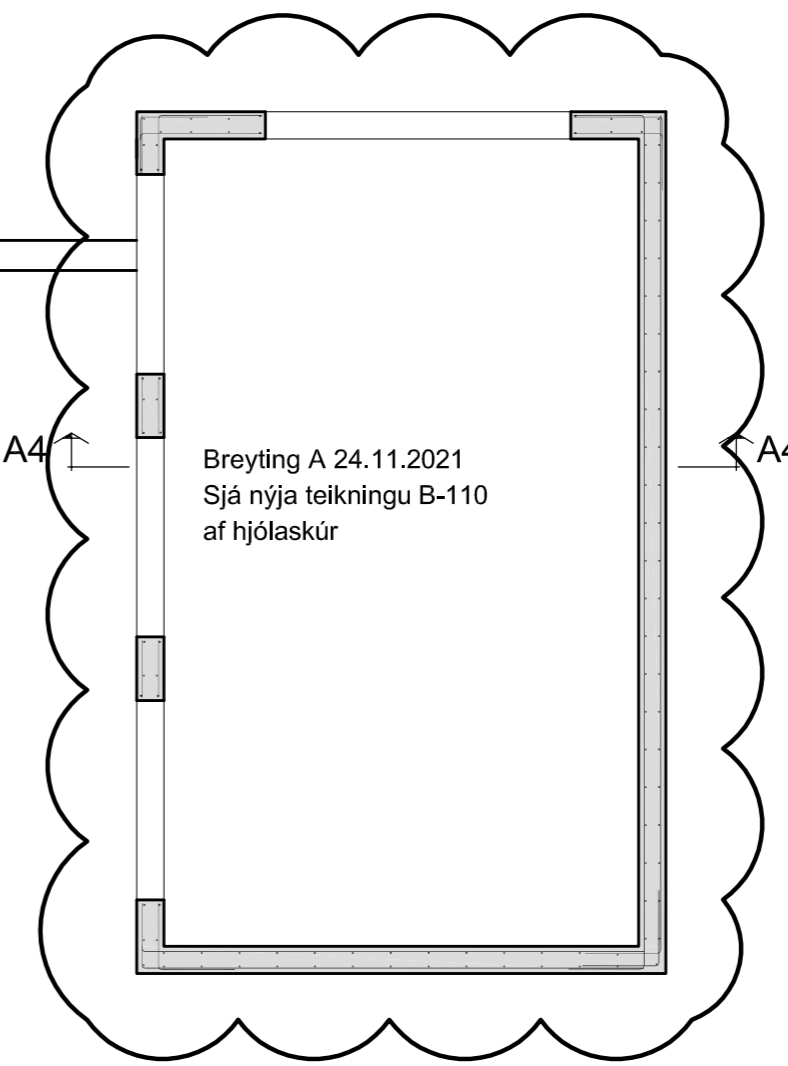 A4
Breyting A 24.11.2021
Sjá nýja teikningu B-110
af hjólaskúr
A4